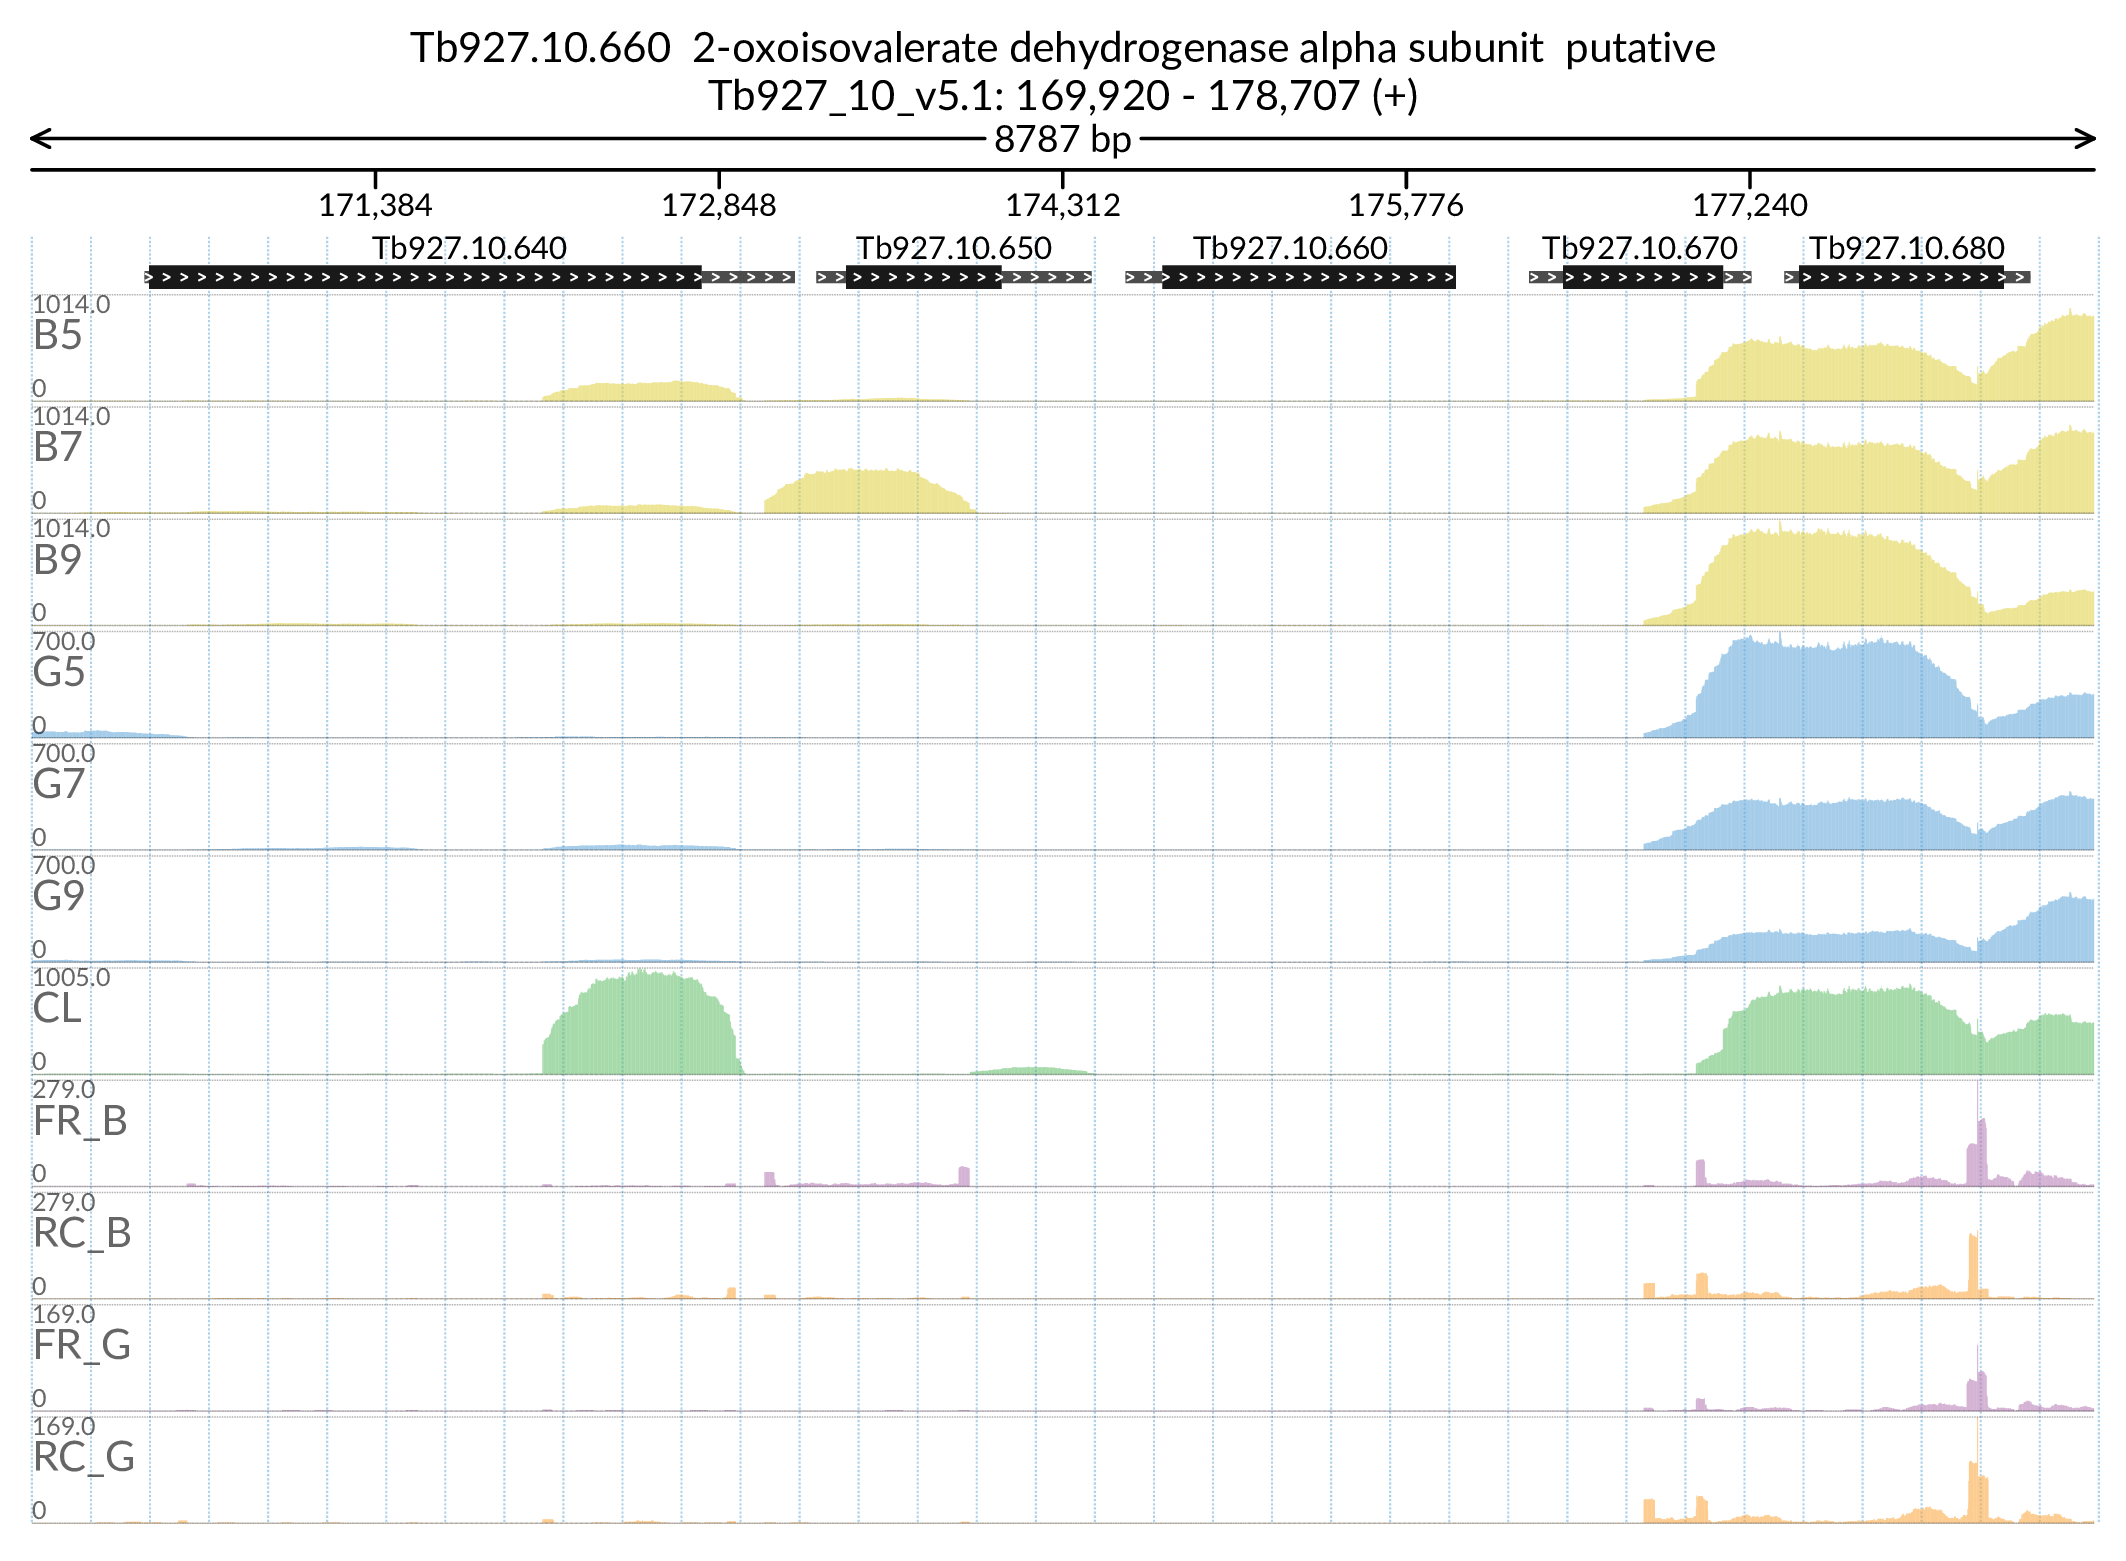 Tb927.10.660  2-oxoisovalerate dehydrogenase alpha subunit  putative
Tb927_10_v5.1: 169,920 - 178,707 (+)
8787 bp
171,384 172,848 174,312 175,776 177,240
Tb927.10.640 Tb927.10.650 Tb927.10.660 Tb927.10.670 Tb927.10.680
1014.0
B5
0
1014.0
B7
0
1014.0
B9
0
700.0
G5
0
700.0
G7
0
700.0
G9
0
1005.0
CL
0
279.0
FR_B
0
279.0
RC_B
0
169.0
FR_G
0
169.0
RC_G
0